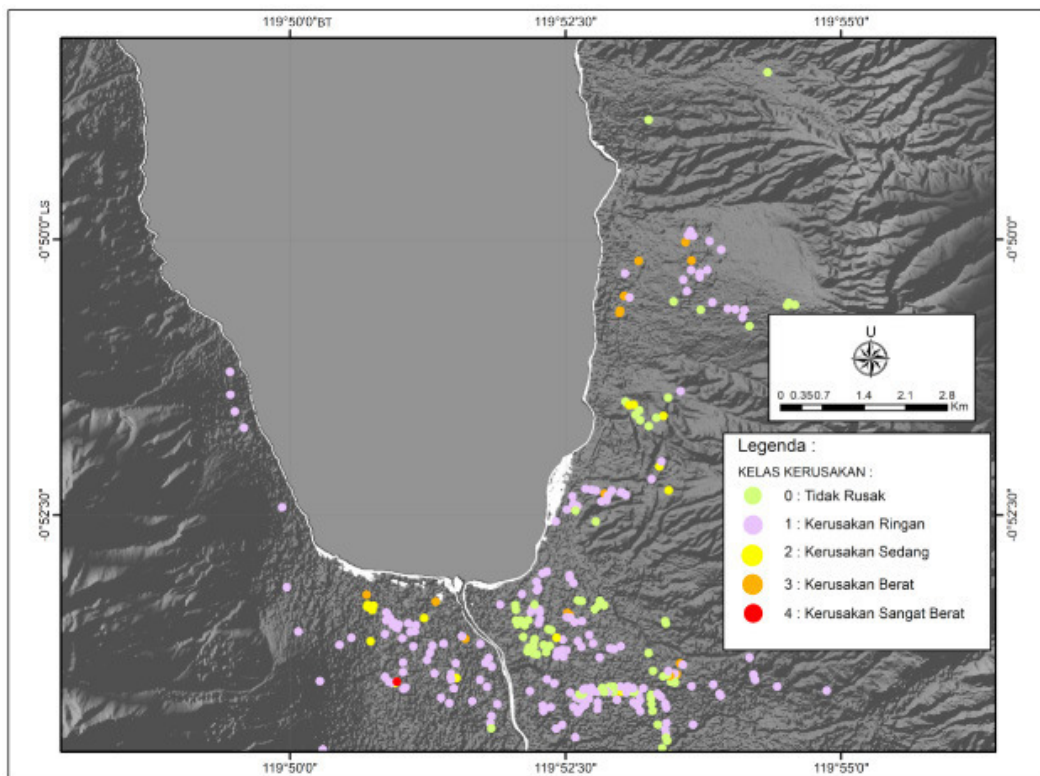 119°50'0"BT
119°52'30"
119°55'0"
-0°50'0"LS
-0°50'0"
U
0 0.35 0.7 1.4 2.1 2.8
Km
Legenda :
KELAS KERUSAKAN :
0 : Tidak Rusak
-0°52'30"
1 : Kerusakan Ringan
-0°52'30"
2 : Kerusakan Sedang
3 : Kerusakan Berat
4 : Kerusakan Sangat Berat
119°50'0"
119°52'30"
119°55'0"